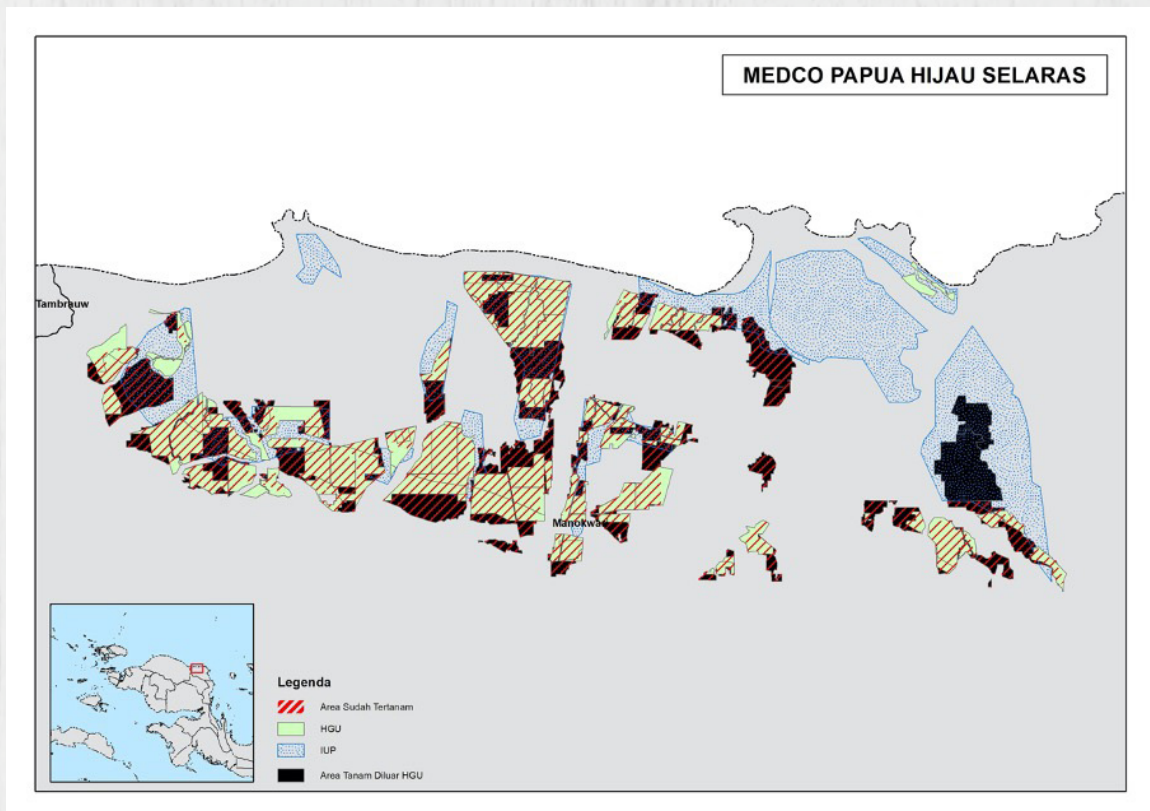 MEDCO PAPUA HIJAU SELARAS
Tambrauw
Manokwari
Legenda
Area Sudah Tertanam
HGU
IUP
Area Tanam Diluar HGU